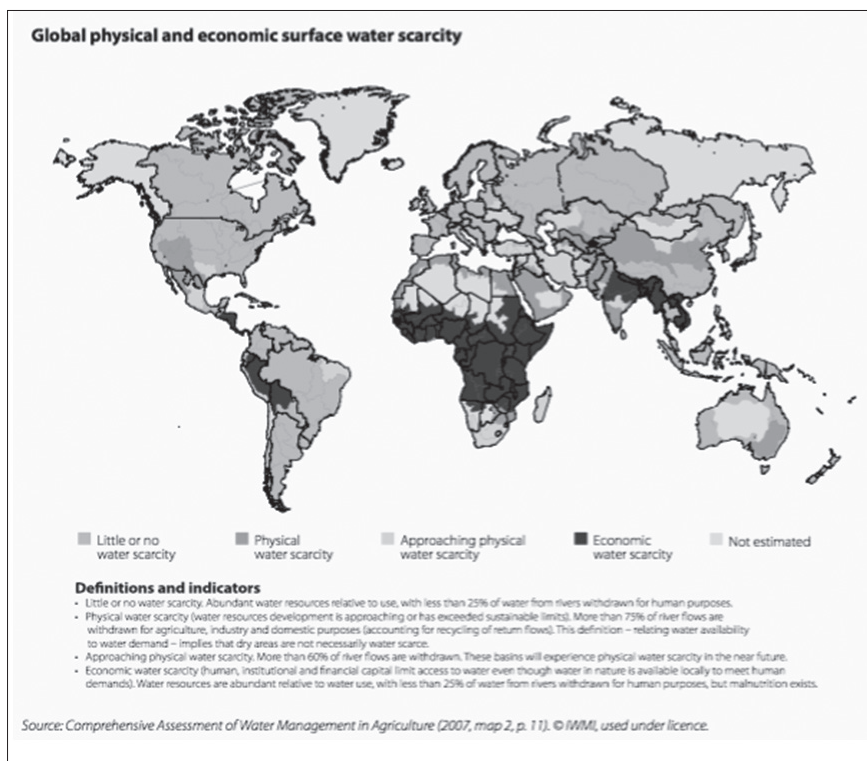 Global physical and economic surface water scarcity
Little or no
water scarcity
Physical
water scarcity
Approaching physical
water scarcity
Economic
water scarcity
Not estimated
Definitions and indicators
• Little or no water scarcity. Abundant water resources relative to use, with less than 25% of water from rivers withdrawn for human purposes.
• Physical water scarcity (water resources development is approaching or has exceeded sustainable limits). More than 75% of river flows are
withdrawn for agriculture, industry and domestic purposes (accounting for recycling of return flows). This definition – relating water availability
to water demand – implies that dry areas are not necessarily water scarce.
• Approaching physical water scarcity. More than 60% of river flows are withdrawn. These basins will experience physical water scarcity in the near future.
• Economic water scarcity (human, institutional and financial capital limit access to water even though water in nature is available locally to meet human
demands). Water resources are abundant relative to water use, with less than 25% of water from rivers withdrawn for human purposes, but malnutrition exists.
Source: Comprehensive Assessment of Water Management in Agriculture (2007, map 2, p. 11). © IWMI, used under licence.